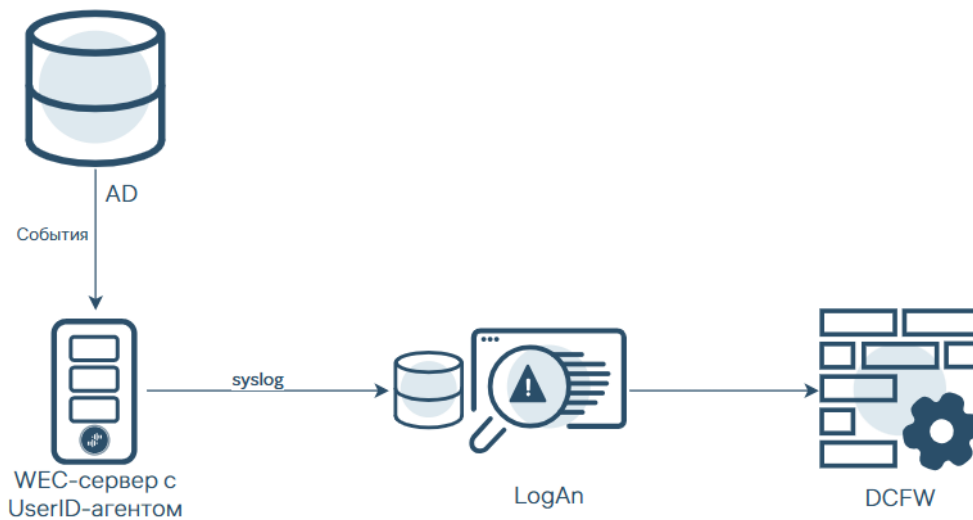 AD
События
syslog
WEC-сервер с
UserID-агентом
LogAn
DCFW